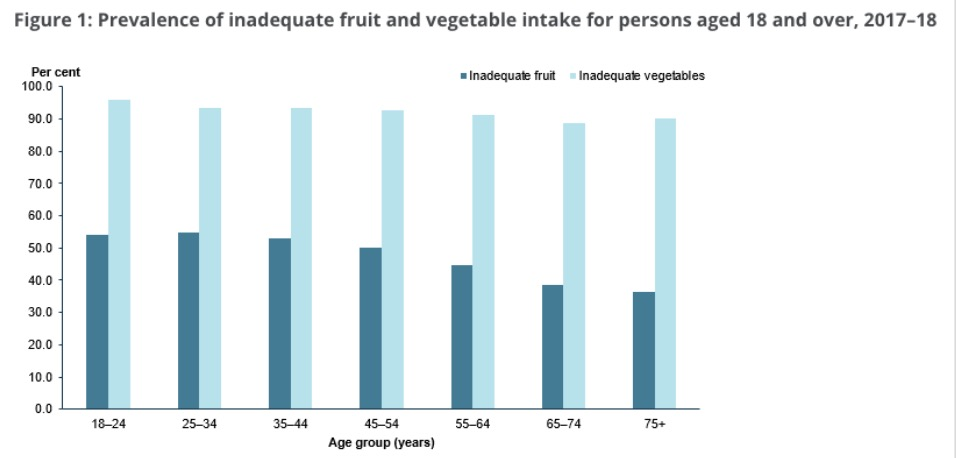 Figure 1: Prevalence of inadequate fruit and vegetable intake for persons aged 18 and over, 2017–18
Per cent
Inadequate fruit Inadequate vegetables
100.0
90.0
80.0
70.0
60.0
50.0
40.0
30.0
20.0
10.0
0.0
18–24 25–34 35–44 45–54 55–64 65–74 75+
Age group (years)